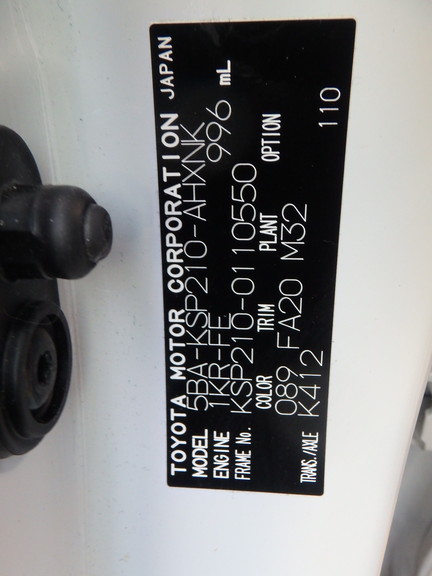 TOYOTA MOTOR CORPORATION JAPAN
MODEL 5BA-KSP210-AHXNK
ENGINE 1KR-FE 996 mL
FRAME No. KSP210-0110550
COLOR TRIM PLANT OPTION
089 FA20 M32
TRANS./AXLE K412 110